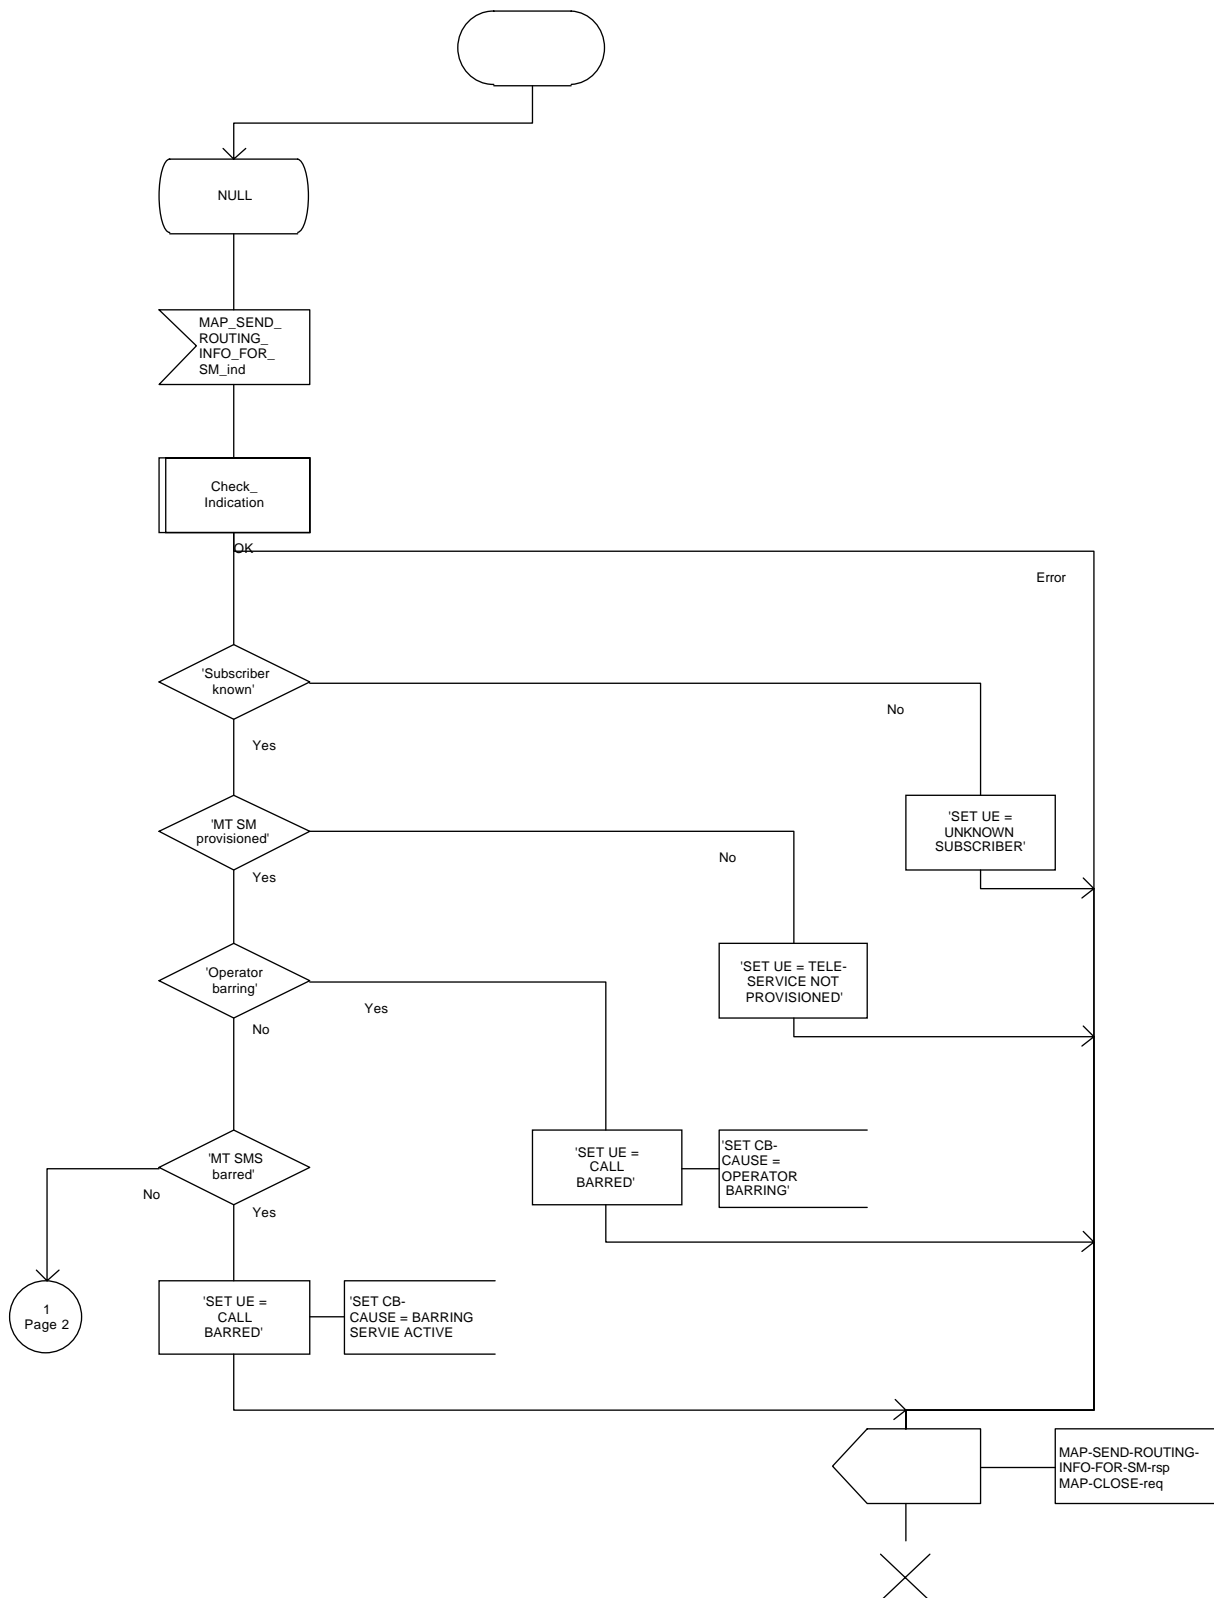 NULL
MAP_SEND_
ROUTING_
INFO_FOR_
SM_ind
Check_
Indication
OK
Error
'Subscriber
known'
No
Yes
'MT SM
provisioned'
No
Yes
'SET UE =
UNKNOWN
SUBSCRIBER'
'Operator
barring'
Yes
No
'SET UE = TELE-
SERVICE NOT
PROVISIONED'
'MT SMS
barred'
No
Yes
'SET UE =
CALL
BARRED'
'SET CB-
CAUSE =
OPERATOR
BARRING'
1
Page 2
'SET UE =
CALL
BARRED'
'SET CB-
CAUSE = BARRING
SERVIE ACTIVE
MAP-SEND-ROUTING-
INFO-FOR-SM-rsp
MAP-CLOSE-req